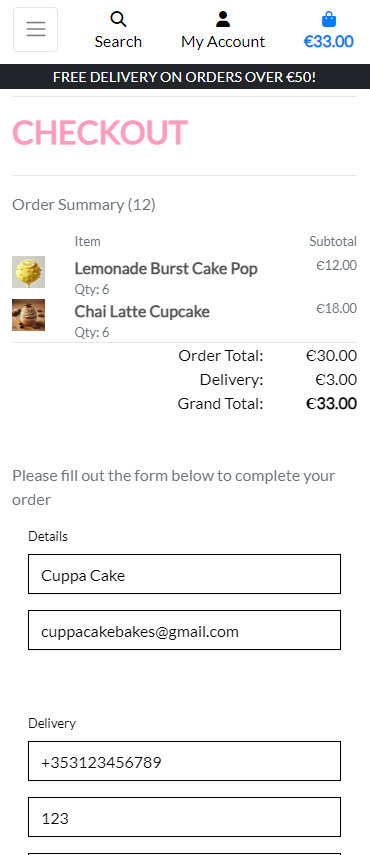 Search
My Account
€33.00
FREE DELIVERY ON ORDERS OVER €50!
CHECKOUT
Order Summary (12)
Item Subtotal
Lemonade Burst Cake Pop €12.00
Qty: 6
Chai Latte Cupcake €18.00
Qty: 6
Order Total: €30.00
Delivery: €3.00
Grand Total: €33.00
Please fill out the form below to complete your
order
Details
Cuppa Cake
cuppacakebakes@gmail.com
Delivery
+353123456789
123